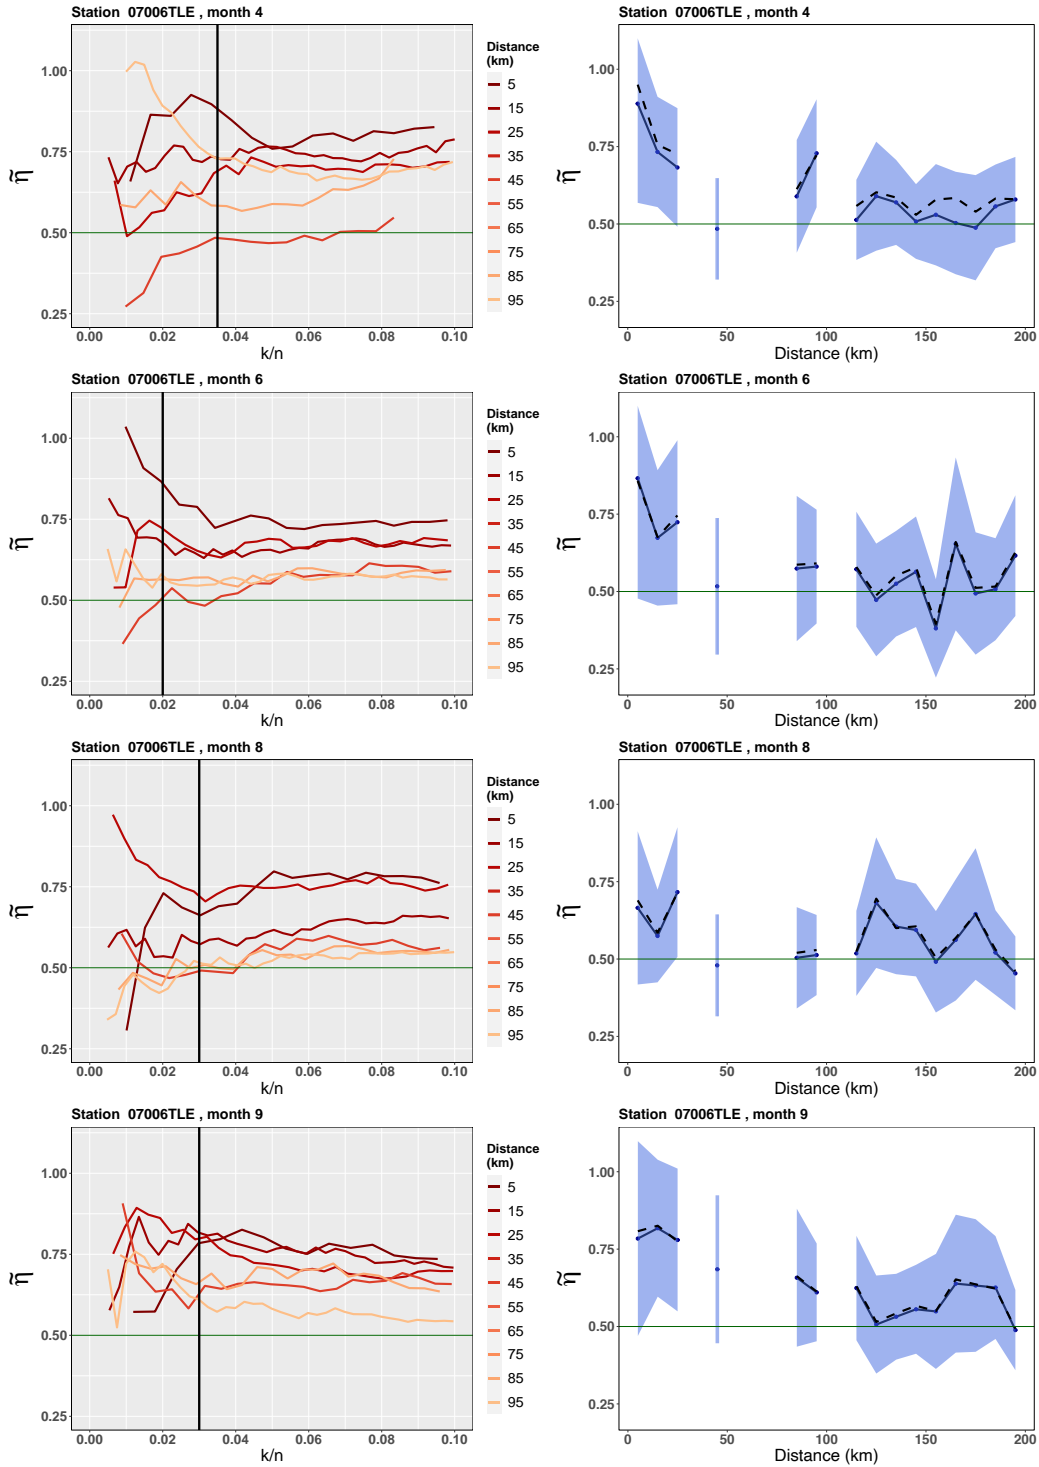 Station 07006TLE , month 4
1.00
0.75
0.50
0.25
η̃
0.00 0.02 0.04 0.06 0.08 0.10
k/n
Distance
(km)
5
15
25
35
45
55
65
75
85
95
Station 07006TLE , month 4
1.00
0.75
0.50
0.25
η̃
0 50 100 150 200
Distance (km)
Station 07006TLE , month 6
1.00
0.75
0.50
0.25
η̃
0.00 0.02 0.04 0.06 0.08 0.10
k/n
Distance
(km)
5
15
25
35
45
55
65
75
85
95
Station 07006TLE , month 6
1.00
0.75
0.50
0.25
η̃
0 50 100 150 200
Distance (km)
Station 07006TLE , month 8
1.00
0.75
0.50
0.25
η̃
0.00 0.02 0.04 0.06 0.08 0.10
k/n
Distance
(km)
5
15
25
35
45
55
65
75
85
95
Station 07006TLE , month 8
1.00
0.75
0.50
0.25
η̃
0 50 100 150 200
Distance (km)
Station 07006TLE , month 9
1.00
0.75
0.50
0.25
η̃
0.00 0.02 0.04 0.06 0.08 0.10
k/n
Distance
(km)
5
15
25
35
45
55
65
75
85
95
Station 07006TLE , month 9
1.00
0.75
0.50
0.25
η̃
0 50 100 150 200
Distance (km)